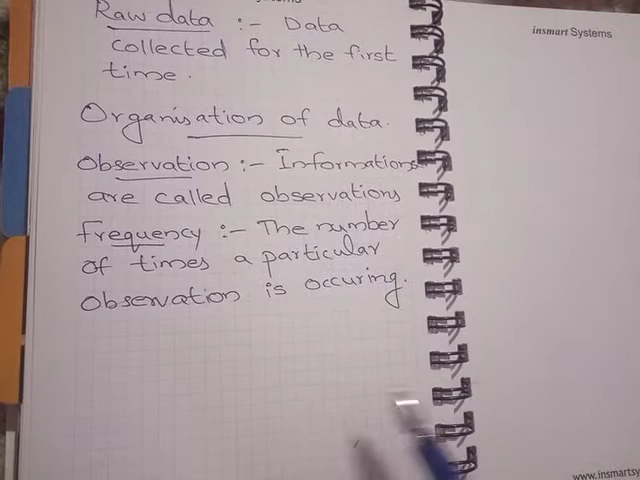 Raw data :- Data
collected for the first
time.
Organisation of data.
Observation :- Informations
are called observations
Frequency :- The number
of times a particular
observation is occuring.
insmart Systems
www.insmartsy